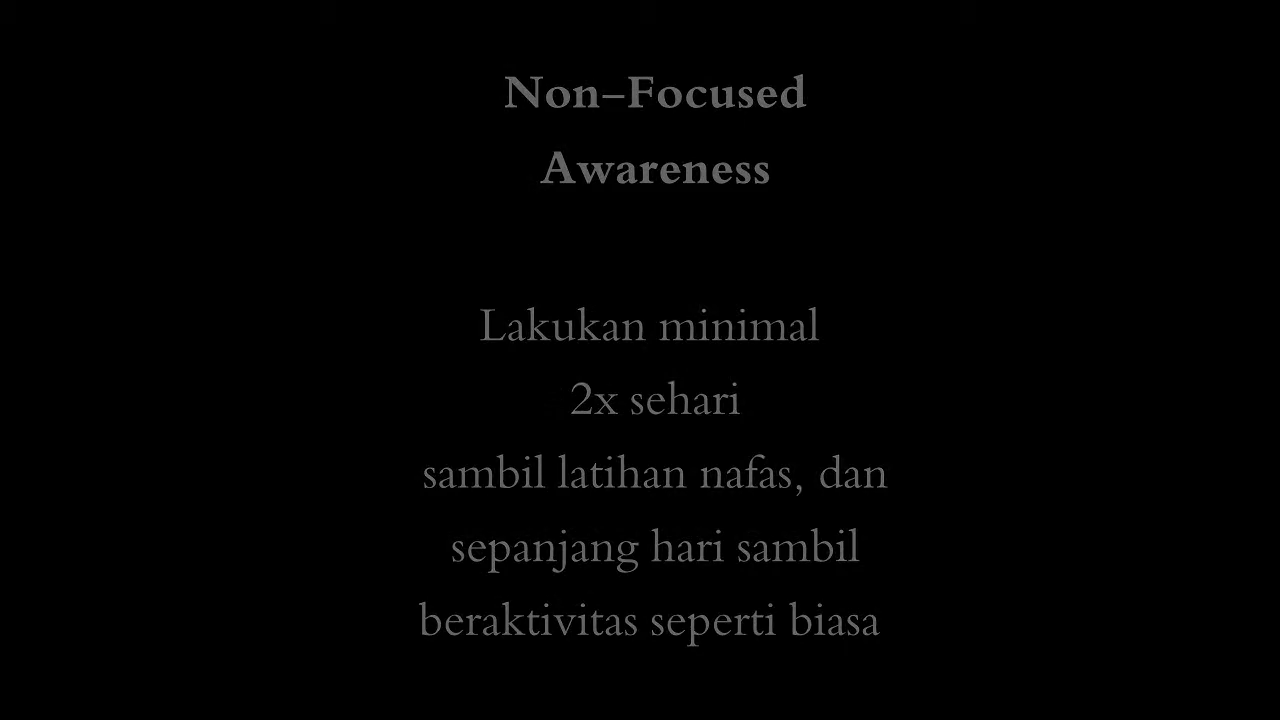 Non–Focused
Awareness
Lakukan minimal
2x sehari
sambil latihan nafas, dan
sepanjang hari sambil
beraktivitas seperti biasa